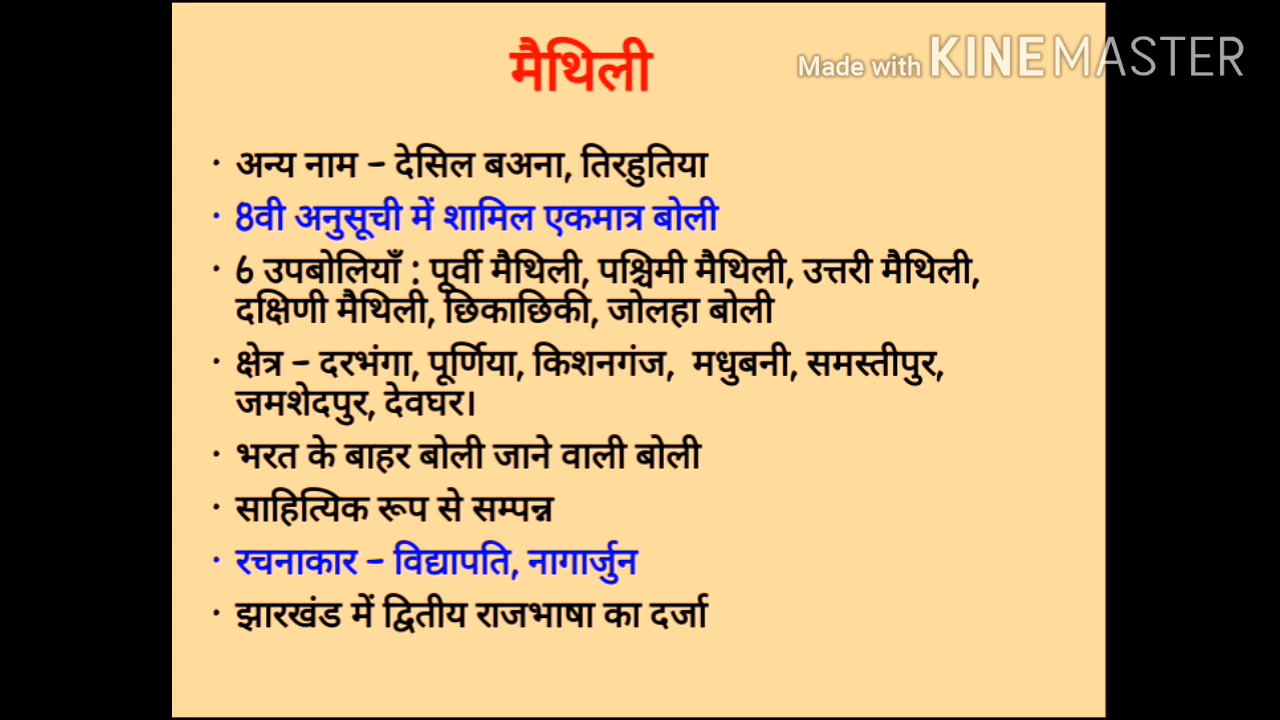 मैथिली
Made with KINEMASTER
• अन्य नाम – देसिल बअना, तिरहुतिया
• 8वी अनुसूची में शामिल एकमात्र बोली
• 6 उपबोलियाँ : पूर्वी मैथिली, पश्चिमी मैथिली, उत्तरी मैथिली,
दक्षिणी मैथिली, छिकाछिकी, जोलहा बोली
• क्षेत्र – दरभंगा, पूर्णिया, किशनगंज, मधुबनी, समस्तीपुर,
जमशेदपुर, देवघर।
• भरत के बाहर बोली जाने वाली बोली
• साहित्यिक रूप से सम्पन्न
• रचनाकार – विद्यापति, नागार्जुन
• झारखंड में द्वितीय राजभाषा का दर्जा